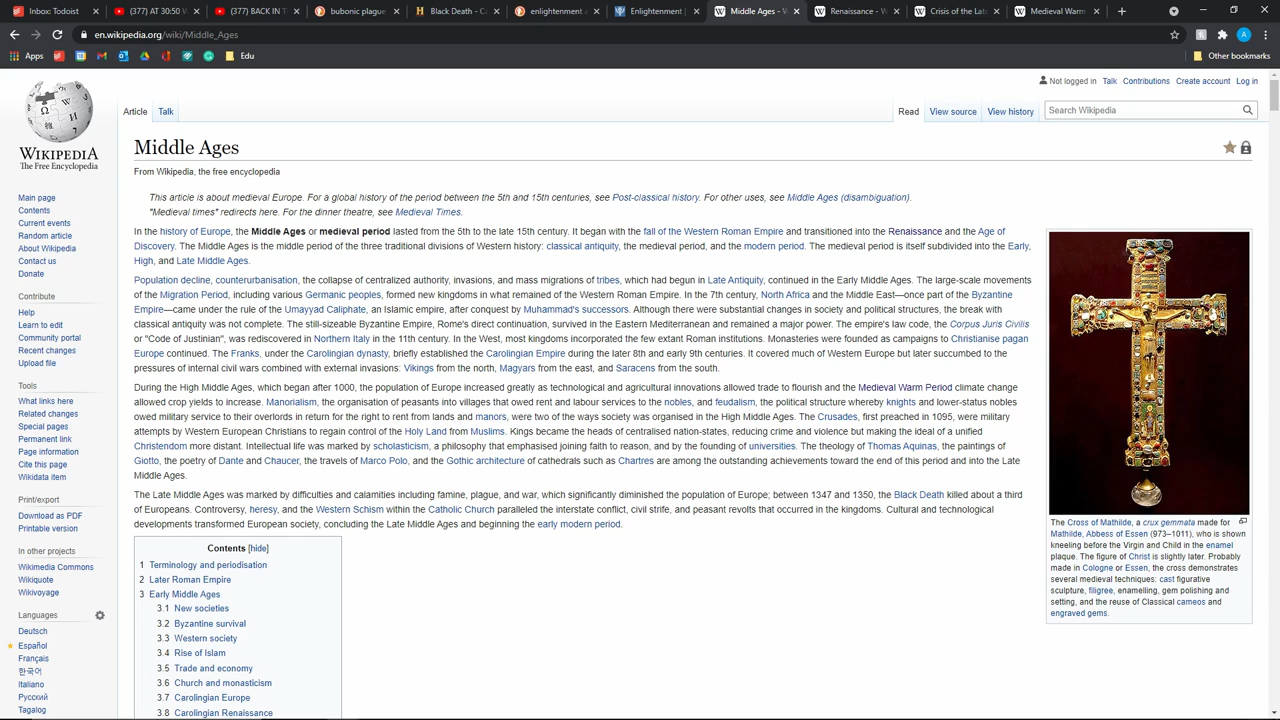 Inbox: Todoist
(377) AT 30:50 W
(377) BACK IN T
bubonic plague
Black Death - Ca
enlightenment a
Enlightenment |
Middle Ages - W
Renaissance - W
Crisis of the Late
Medieval Warm
en.wikipedia.org/wiki/Middle_Ages
Apps
Edu
Other bookmarks
Not logged in Talk Contributions Create account Log in
Article Talk
Read View source View history
Search Wikipedia
WIKIPEDIA
The Free Encyclopedia
Main page
Contents
Current events
Random article
About Wikipedia
Contact us
Donate
Contribute
Help
Learn to edit
Community portal
Recent changes
Upload file
Tools
What links here
Related changes
Special pages
Permanent link
Page information
Cite this page
Wikidata item
Print/export
Download as PDF
Printable version
In other projects
Wikimedia Commons
Wikiquote
Wikivoyage
Languages
Deutsch
Español
Français
한국어
Italiano
Русский
Tagalog
Middle Ages
From Wikipedia, the free encyclopedia
This article is about medieval Europe. For a global history of the period between the 5th and 15th centuries, see Post-classical history. For other uses, see Middle Ages (disambiguation).
"Medieval times" redirects here. For the dinner theatre, see Medieval Times.
In the history of Europe, the Middle Ages or medieval period lasted from the 5th to the late 15th century. It began with the fall of the Western Roman Empire and transitioned into the Renaissance and the Age of
Discovery. The Middle Ages is the middle period of the three traditional divisions of Western history: classical antiquity, the medieval period, and the modern period. The medieval period is itself subdivided into the Early,
High, and Late Middle Ages.
Population decline, counterurbanisation, the collapse of centralized authority, invasions, and mass migrations of tribes, which had begun in Late Antiquity, continued in the Early Middle Ages. The large-scale movements
of the Migration Period, including various Germanic peoples, formed new kingdoms in what remained of the Western Roman Empire. In the 7th century, North Africa and the Middle East—once part of the Byzantine
Empire—came under the rule of the Umayyad Caliphate, an Islamic empire, after conquest by Muhammad's successors. Although there were substantial changes in society and political structures, the break with
classical antiquity was not complete. The still-sizeable Byzantine Empire, Rome's direct continuation, survived in the Eastern Mediterranean and remained a major power. The empire's law code, the Corpus Juris Civilis
or "Code of Justinian", was rediscovered in Northern Italy in the 11th century. In the West, most kingdoms incorporated the few extant Roman institutions. Monasteries were founded as campaigns to Christianise pagan
Europe continued. The Franks, under the Carolingian dynasty, briefly established the Carolingian Empire during the later 8th and early 9th centuries. It covered much of Western Europe but later succumbed to the
pressures of internal civil wars combined with external invasions: Vikings from the north, Magyars from the east, and Saracens from the south.
During the High Middle Ages, which began after 1000, the population of Europe increased greatly as technological and agricultural innovations allowed trade to flourish and the Medieval Warm Period climate change
allowed crop yields to increase. Manorialism, the organisation of peasants into villages that owed rent and labour services to the nobles, and feudalism, the political structure whereby knights and lower-status nobles
owed military service to their overlords in return for the right to rent from lands and manors, were two of the ways society was organised in the High Middle Ages. The Crusades, first preached in 1095, were military
attempts by Western European Christians to regain control of the Holy Land from Muslims. Kings became the heads of centralised nation-states, reducing crime and violence but making the ideal of a unified
Christendom more distant. Intellectual life was marked by scholasticism, a philosophy that emphasised joining faith to reason, and by the founding of universities. The theology of Thomas Aquinas, the paintings of
Giotto, the poetry of Dante and Chaucer, the travels of Marco Polo, and the Gothic architecture of cathedrals such as Chartres are among the outstanding achievements toward the end of this period and into the Late
Middle Ages.
The Late Middle Ages was marked by difficulties and calamities including famine, plague, and war, which significantly diminished the population of Europe; between 1347 and 1350, the Black Death killed about a third
of Europeans. Controversy, heresy, and the Western Schism within the Catholic Church paralleled the interstate conflict, civil strife, and peasant revolts that occurred in the kingdoms. Cultural and technological
developments transformed European society, concluding the Late Middle Ages and beginning the early modern period.
Contents [hide]
1 Terminology and periodisation
2 Later Roman Empire
3 Early Middle Ages
3.1 New societies
3.2 Byzantine survival
3.3 Western society
3.4 Rise of Islam
3.5 Trade and economy
3.6 Church and monasticism
3.7 Carolingian Europe
3.8 Carolingian Renaissance
The Cross of Mathilde, a crux gemmata made for
Mathilde, Abbess of Essen (973–1011), who is shown
kneeling before the Virgin and Child in the enamel
plaque. The figure of Christ is slightly later. Probably
made in Cologne or Essen, the cross demonstrates
several medieval techniques: cast figurative
sculpture, filigree, enamelling, gem polishing and
setting, and the reuse of Classical cameos and
engraved gems.